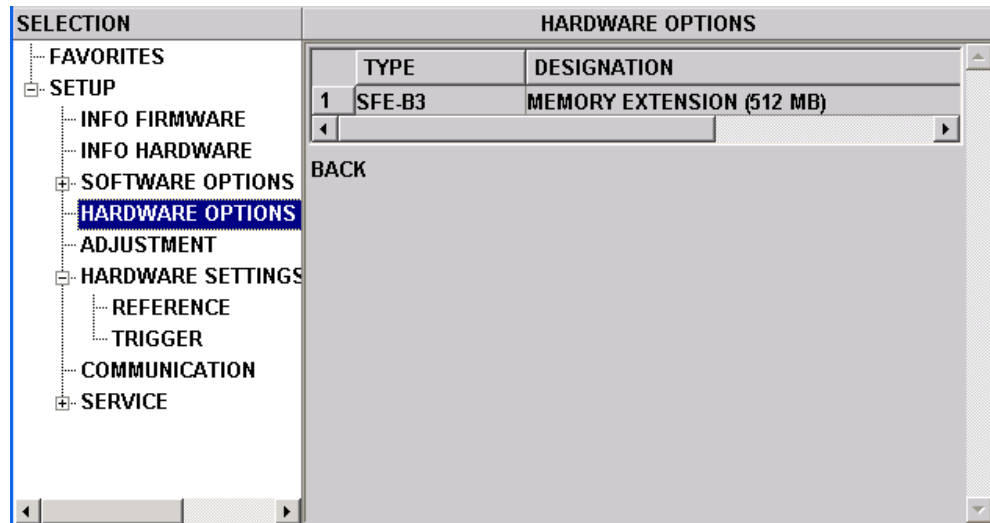 SELECTION
FAVORITES
SETUP
INFO FIRMWARE
INFO HARDWARE
SOFTWARE OPTIONS
HARDWARE OPTIONS
ADJUSTMENT
HARDWARE SETTINGS
REFERENCE
TRIGGER
COMMUNICATION
SERVICE
HARDWARE OPTIONS
TYPE DESIGNATION
1 SFE-B3 MEMORY EXTENSION (512 MB)
BACK